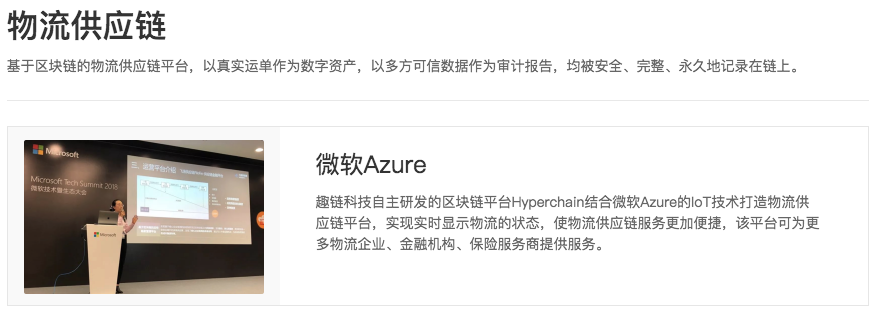 物流供应链
基于区块链的物流供应链平台，以真实运单作为数字资产，以多方可信数据作为审计报告，均被安全、完整、永久地记录在链上。
Microsoft
Microsoft Tech Summit 2018
微软技术暨生态大会
三、运营平台介绍
Microsoft
微软Azure
趣链科技自主研发的区块链平台Hyperchain结合微软Azure的IoT技术打造物流供
应链平台，实现实时显示物流的状态，使物流供应链服务更加便捷，该平台可为更
多物流企业、金融机构、保险服务商提供服务。